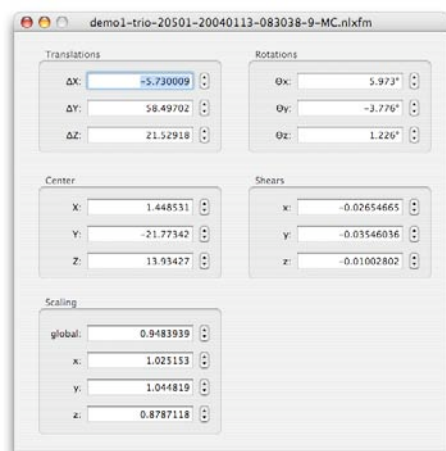 demo1-trio-20501-20040113-083038-9-MC.nlxfm
Translations
ΔX: -5.730009
ΔY: 58.49702
ΔZ: 21.52918
Rotations
Θx: 5.973°
Θy: -3.776°
Θz: 1.226°
Center
X: 1.448531
Y: -21.77342
Z: 13.93427
Shears
x: -0.02654665
y: -0.03546036
z: -0.01002802
Scaling
global: 0.9483939
x: 1.025153
y: 1.044819
z: 0.8787118